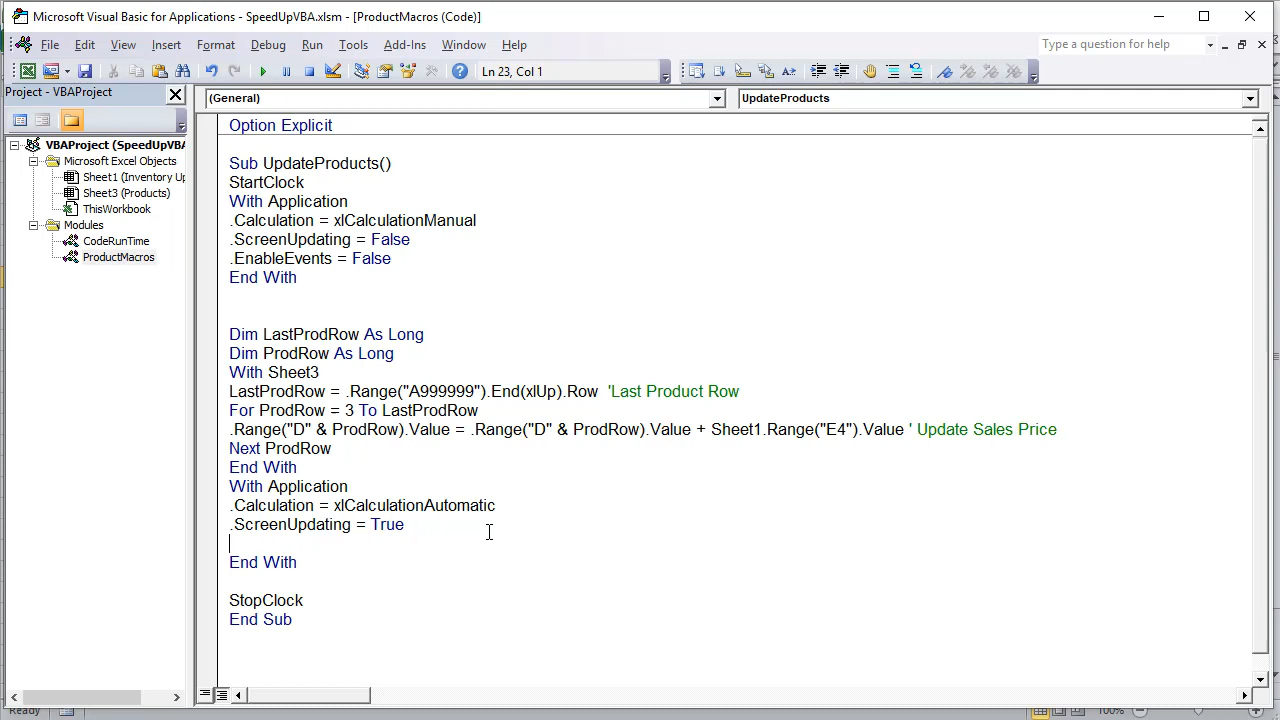 Microsoft Visual Basic for Applications - SpeedUpVBA.xlsm - [ProductMacros (Code)]
File Edit View Insert Format Debug Run Tools Add-Ins Window Help
Type a question for help
Ln 23, Col 1
Project - VBAProject
(General)
UpdateProducts
VBAProject (SpeedUpVBA
Microsoft Excel Objects
Sheet1 (Inventory Up
Sheet3 (Products)
ThisWorkbook
Modules
CodeRunTime
ProductMacros
Option Explicit
Sub UpdateProducts()
StartClock
With Application
.Calculation = xlCalculationManual
.ScreenUpdating = False
.EnableEvents = False
End With
Dim LastProdRow As Long
Dim ProdRow As Long
With Sheet3
LastProdRow = .Range("A999999").End(xlUp).Row  'Last Product Row
For ProdRow = 3 To LastProdRow
.Range("D" & ProdRow).Value = .Range("D" & ProdRow).Value + Sheet1.Range("E4").Value ' Update Sales Price
Next ProdRow
End With
With Application
.Calculation = xlCalculationAutomatic
.ScreenUpdating = True
End With
StopClock
End Sub
Ready
100%